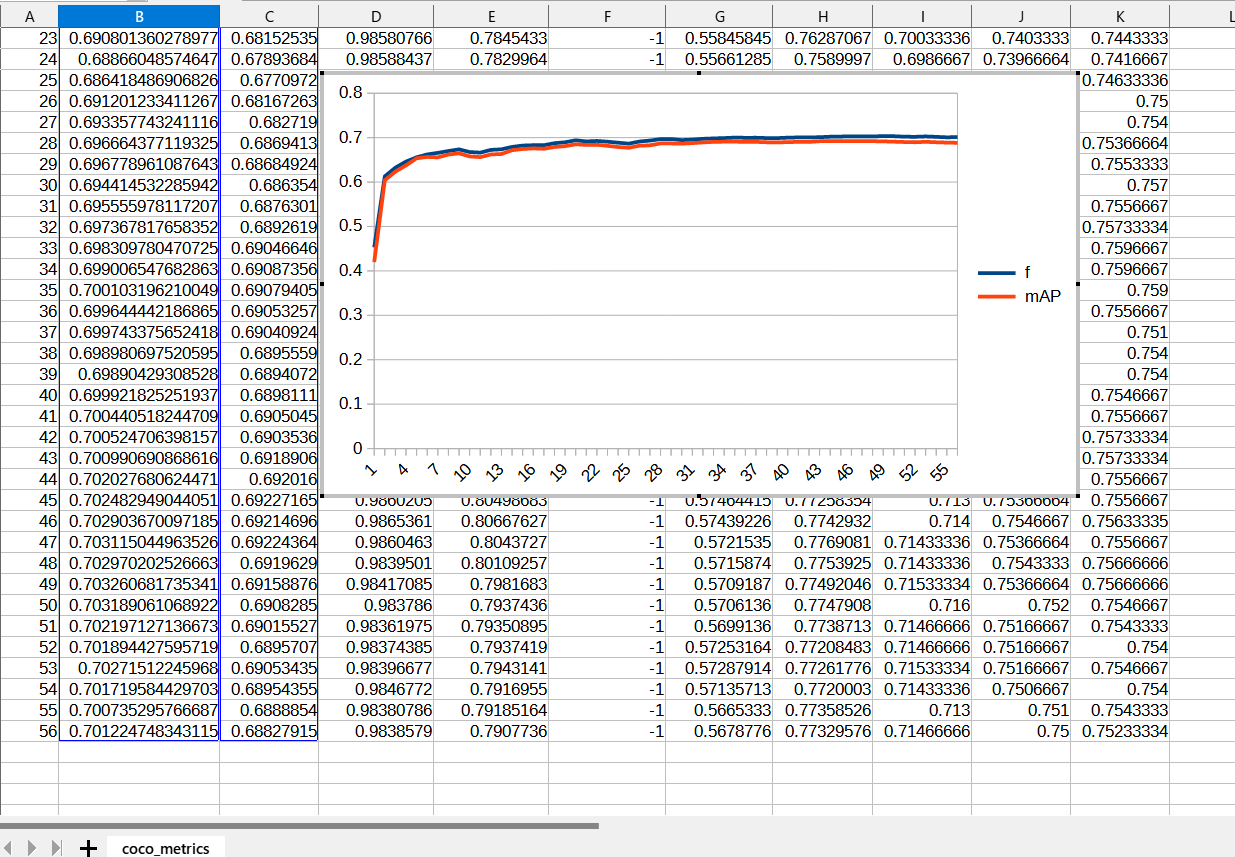 A B C D E F G H I J K L
23 0.690801360278977 0.68152535 0.98580766 0.7845433 -1 0.55845845 0.76287067 0.70033336 0.7403333 0.7443333
24 0.68866048574647 0.67893684 0.98588437 0.7829964 -1 0.55661285 0.7589997 0.6986667 0.73966664 0.7416667
25 0.686418486906826 0.6770972 0.74633336
26 0.691201233411267 0.68167263 0.75
27 0.693357743241116 0.682719 0.754
28 0.696664377119325 0.6869413 0.75366664
29 0.696778961087643 0.68684924 0.7553333
30 0.694414532285942 0.686354 0.757
31 0.695555978117207 0.6876301 0.7556667
32 0.697367817658352 0.6892619 0.75733334
33 0.698309780470725 0.69046646 0.7596667
34 0.699006547682863 0.69087356 0.7596667
35 0.700103196210049 0.69079405 0.759
36 0.699644442186865 0.69053257 0.7556667
37 0.699743375652418 0.69040924 0.751
38 0.698980697520595 0.6895559 0.754
39 0.69890429308528 0.6894072 0.754
40 0.699921825251937 0.6898111 0.7546667
41 0.700440518244709 0.6905045 0.7556667
42 0.700524706398157 0.6903536 0.75733334
43 0.700990690868616 0.6918906 0.75733334
44 0.702027680624471 0.692016 0.7556667
45 0.702482949044051 0.69227165 0.9860205 0.80498683 -1 0.57464415 0.77258354 0.713 0.75366664 0.7556667
46 0.702903670097185 0.69214696 0.9865361 0.80667627 -1 0.57439226 0.7742932 0.714 0.7546667 0.75633335
47 0.703115044963526 0.69224364 0.9860463 0.8043727 -1 0.5721535 0.7769081 0.71433336 0.75366664 0.7556667
48 0.702970202526663 0.6919629 0.9839501 0.80109257 -1 0.5715874 0.7753925 0.71433336 0.7543333 0.75666666
49 0.703260681735341 0.69158876 0.98417085 0.7981683 -1 0.5709187 0.77492046 0.71533334 0.75366664 0.75666666
50 0.703189061068922 0.6908285 0.983786 0.7937436 -1 0.5706136 0.7747908 0.716 0.752 0.7546667
51 0.702197127136673 0.69015527 0.98361975 0.79350895 -1 0.5699136 0.7738713 0.71466666 0.75166667 0.7543333
52 0.701894427595719 0.6895707 0.98374385 0.7937419 -1 0.57253164 0.77208483 0.71466666 0.75166667 0.754
53 0.70271512245968 0.69053435 0.98396677 0.7943141 -1 0.57287914 0.77261776 0.71533334 0.75166667 0.7546667
54 0.701719584429703 0.68954355 0.9846772 0.7916955 -1 0.57135713 0.7720003 0.71433336 0.7506667 0.754
55 0.700735295766687 0.6888854 0.98380786 0.79185164 -1 0.5665333 0.77358526 0.713 0.751 0.7543333
56 0.701224748343115 0.68827915 0.9838579 0.7907736 -1 0.5678776 0.77329576 0.71466666 0.75 0.75233334
0.8
0.7
0.6
0.5
0.4
0.3
0.2
0.1
0
1 4 7 10 13 16 19 22 25 28 31 34 37 40 43 46 49 52 55
f
mAP
coco_metrics